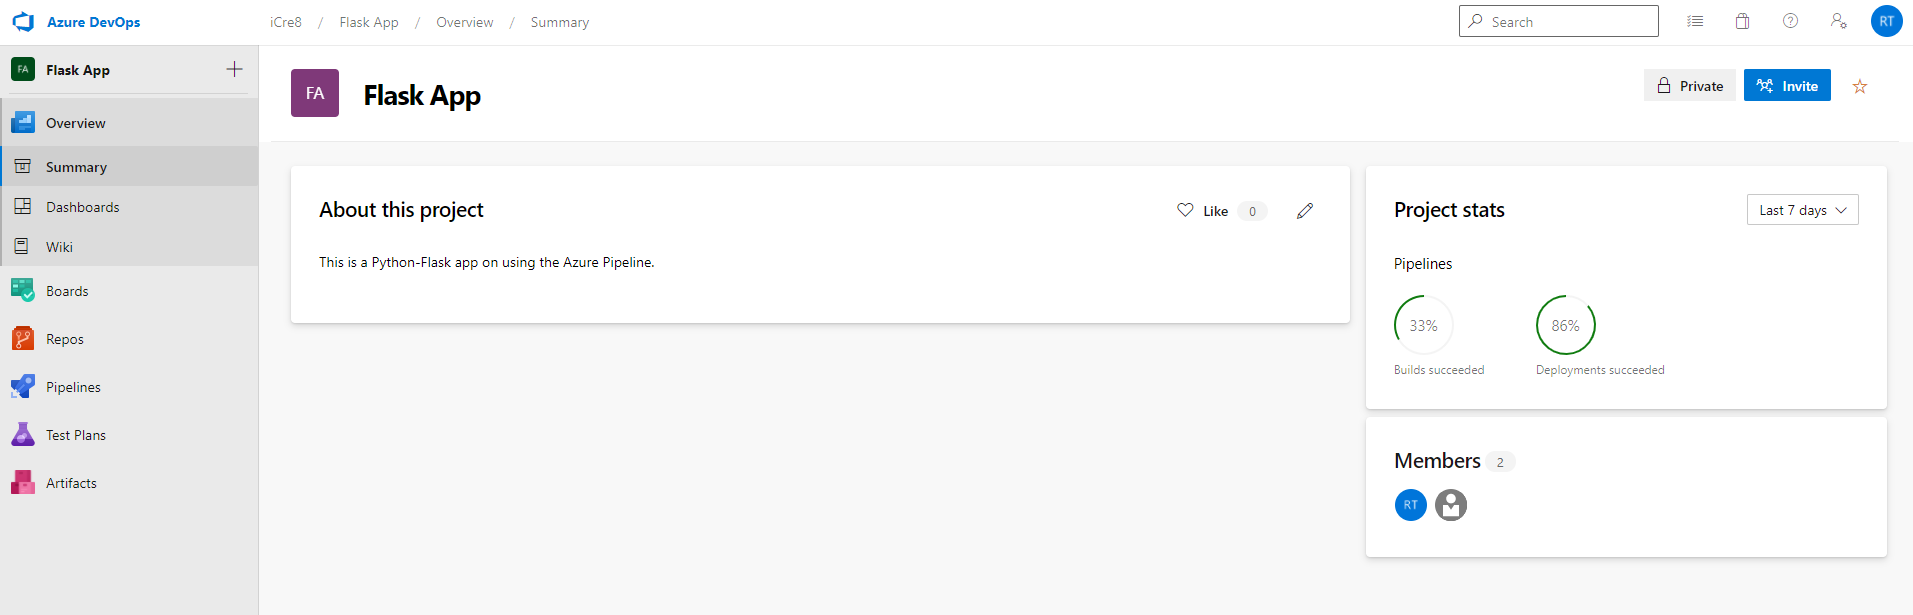 Azure DevOps
iCre8 / Flask App / Overview / Summary
Search
RT
FA Flask App
Overview
Summary
Dashboards
Wiki
Boards
Repos
Pipelines
Test Plans
Artifacts
FA Flask App
Private
Invite
About this project
Like 0
This is a Python-Flask app on using the Azure Pipeline.
Project stats
Last 7 days
Pipelines
33% 86%
Builds succeeded Deployments succeeded
Members 2
RT